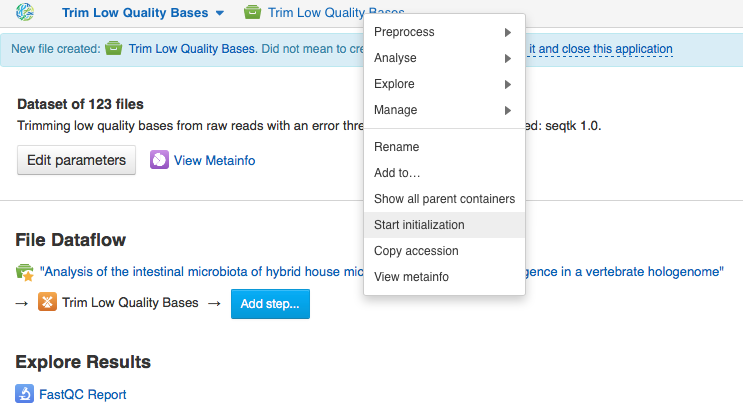 Trim Low Quality Bases Trim Low Quality Bases
New file created: Trim Low Quality Bases. Did not mean to cre it and close this application
Dataset of 123 files
Trimming low quality bases from raw reads with an error thre ed: seqtk 1.0.
Edit parameters View Metainfo
File Dataflow
"Analysis of the intestinal microbiota of hybrid house mic gence in a vertebrate hologenome"
→ Trim Low Quality Bases → Add step...
Explore Results
FastQC Report
Preprocess
Analyse
Explore
Manage
Rename
Add to…
Show all parent containers
Start initialization
Copy accession
View metainfo